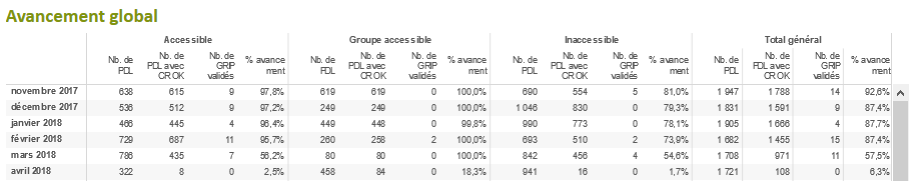 Avancement global
Accessible Groupe accessible Inaccessible Total général
Nb. de PDL Nb. de PDL avec CR OK Nb. de GRIP validés % avance ment Nb. de PDL Nb. de PDL avec CR OK Nb. de GRIP validés % avance ment Nb. de PDL Nb. de PDL avec CR OK Nb. de GRIP validés % avance ment Nb. de PDL Nb. de PDL avec CR OK Nb. de GRIP validés % avance ment
novembre 2017 638 615 9 97,8% 619 619 0 100,0% 690 554 5 81,0% 1 947 1 788 14 92,6%
décembre 2017 536 512 9 97,2% 249 249 0 100,0% 1 046 830 0 79,3% 1 831 1 591 9 87,4%
janvier 2018 466 445 4 96,4% 449 448 0 99,8% 990 773 0 78,1% 1 905 1 666 4 87,7%
février 2018 729 687 11 95,7% 260 258 2 100,0% 693 510 2 73,9% 1 682 1 455 15 87,4%
mars 2018 786 435 7 56,2% 80 80 0 100,0% 842 456 4 54,6% 1 708 971 11 57,5%
avril 2018 322 8 0 2,5% 458 84 0 18,3% 941 16 0 1,7% 1 721 108 0 6,3%